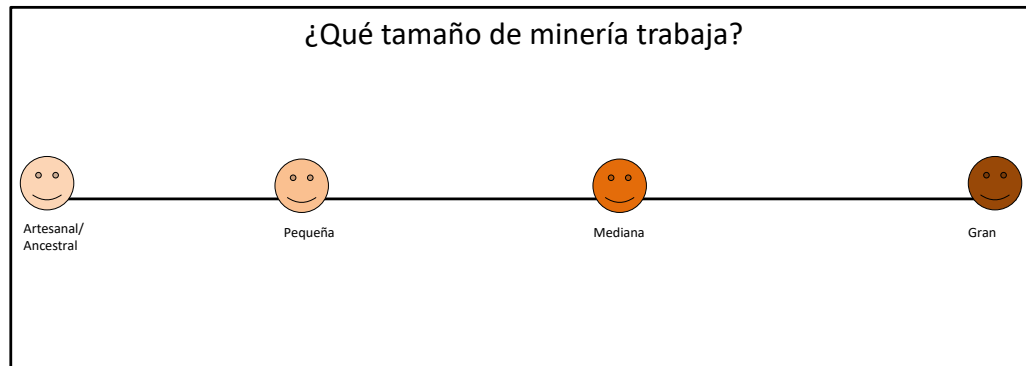 ¿Qué tamaño de minería trabaja?
Artesanal/
Ancestral
Pequeña
Mediana
Gran